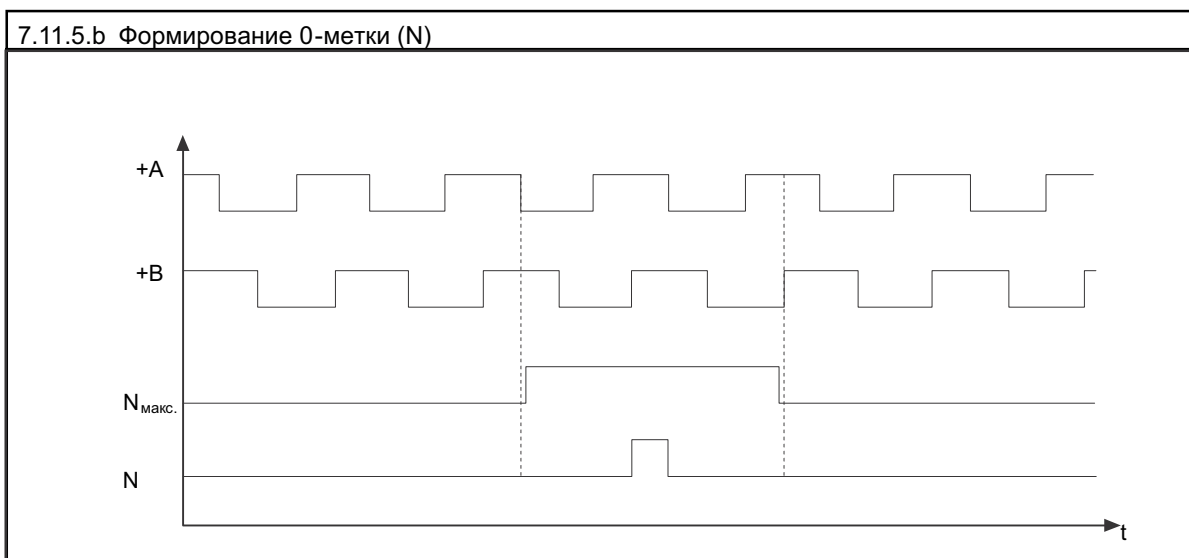 7.11.5.b Формирование 0-метки (N)
+A
+B
Nмакс.
N
t